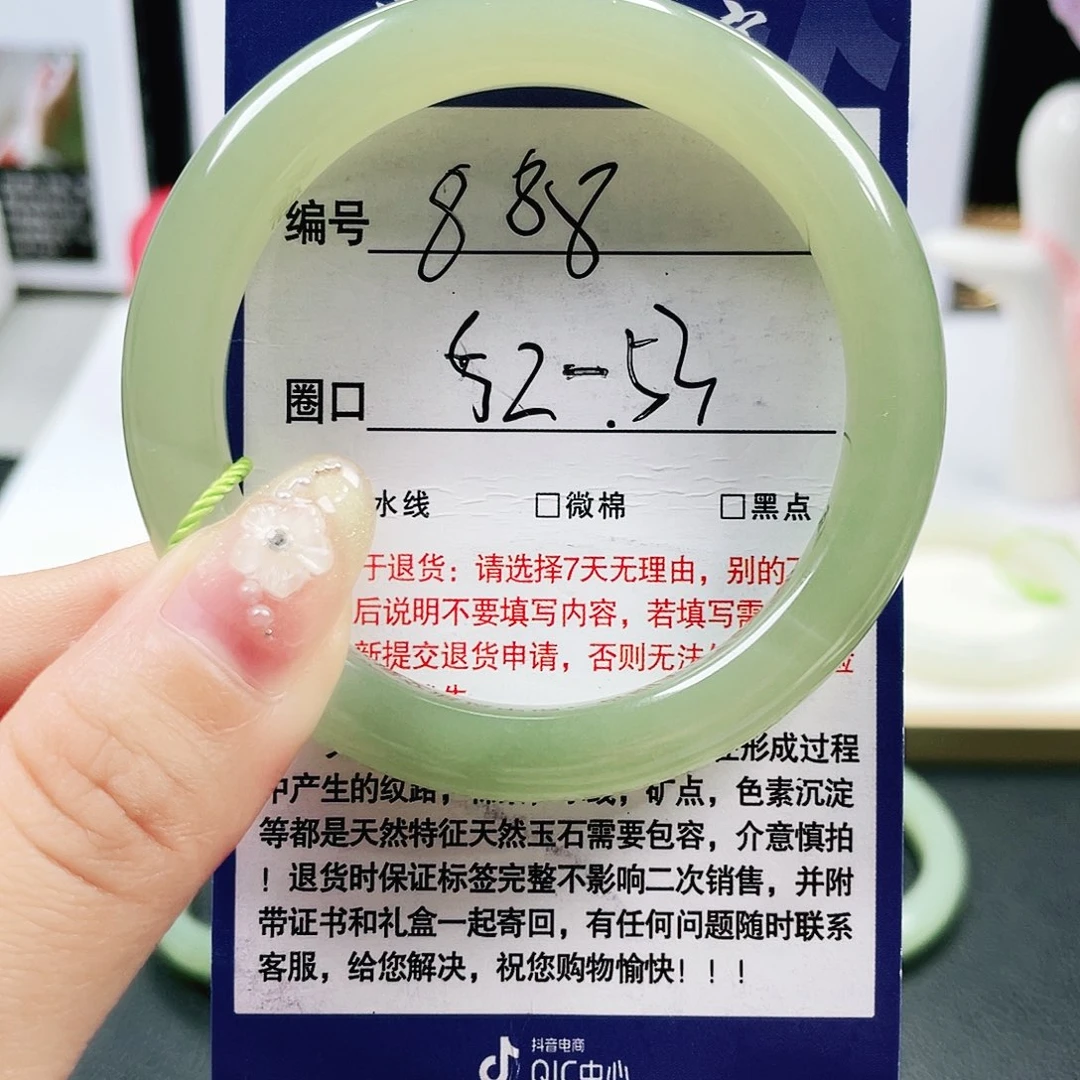 编号 888
圈口 52-53
水线 □微棉 □黑点
于退货：请选择7天无理由，别的
后说明不要填写内容，若填写需
新提交退货申请，否则无法
形成过程
中产生的纹路，矿点，色素沉淀
等都是天然特征天然玉石需要包容，介意慎拍
！退货时保证标签完整不影响二次销售，并附
带证书和礼盒一起寄回，有任何问题随时联系
客服，给您解决，祝您购物愉快！！！
抖音电商
QIC中心